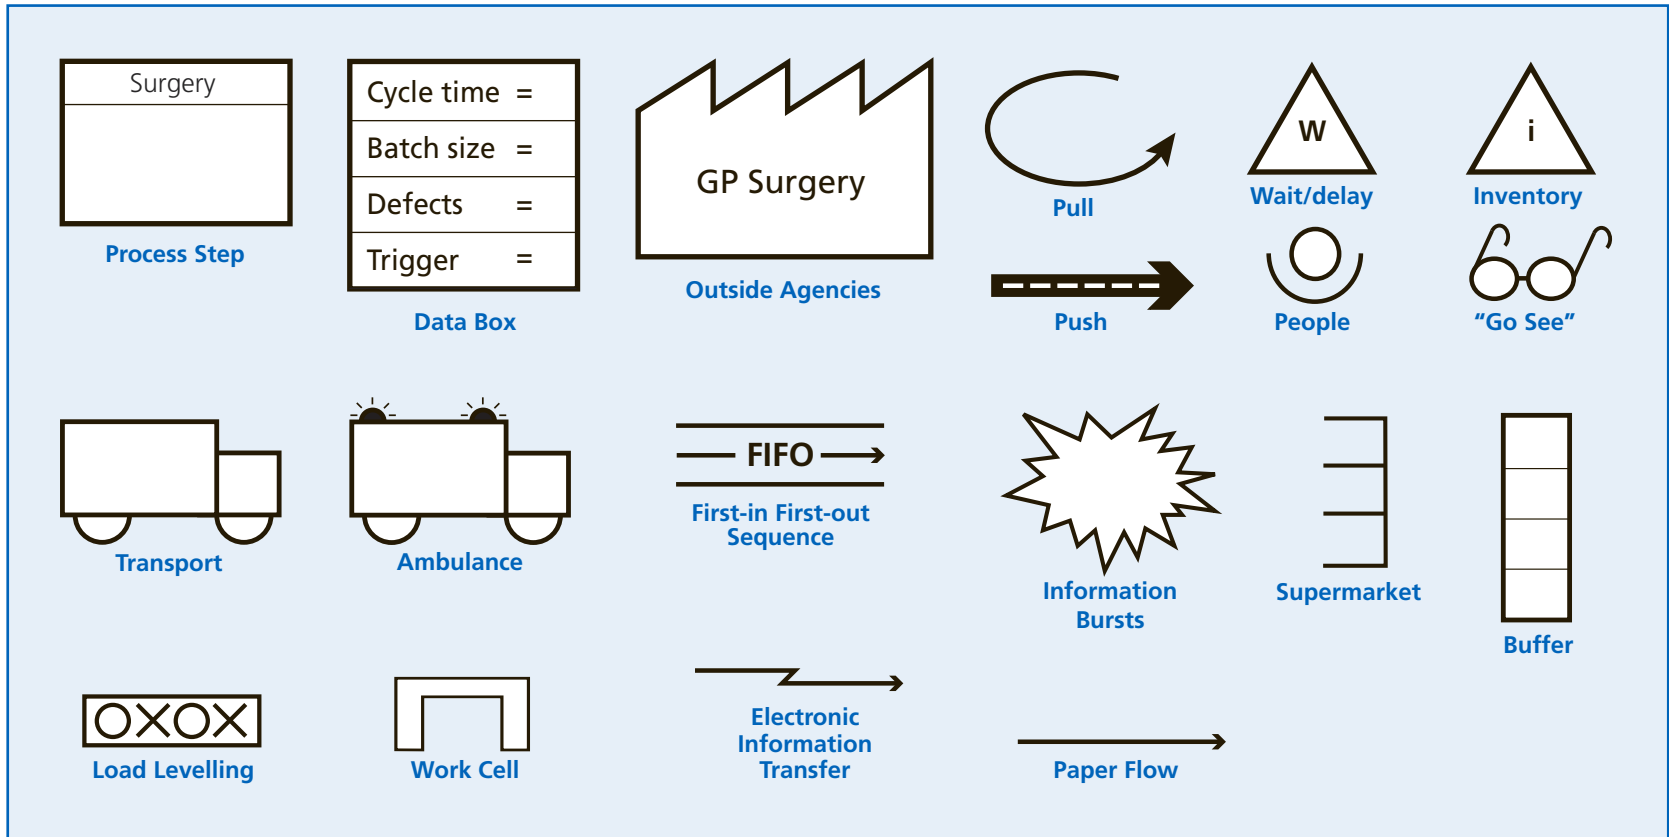 Surgery
Process Step
Cycle time =
Batch size =
Defects =
Trigger =
Data Box
GP Surgery
Outside Agencies
Pull
Push
W
Wait/delay
i
Inventory
People
“Go See”
Transport
Ambulance
FIFO
First-in First-out
Sequence
Information
Bursts
Supermarket
Buffer
OXOX
Load Levelling
Work Cell
Electronic
Information
Transfer
Paper Flow